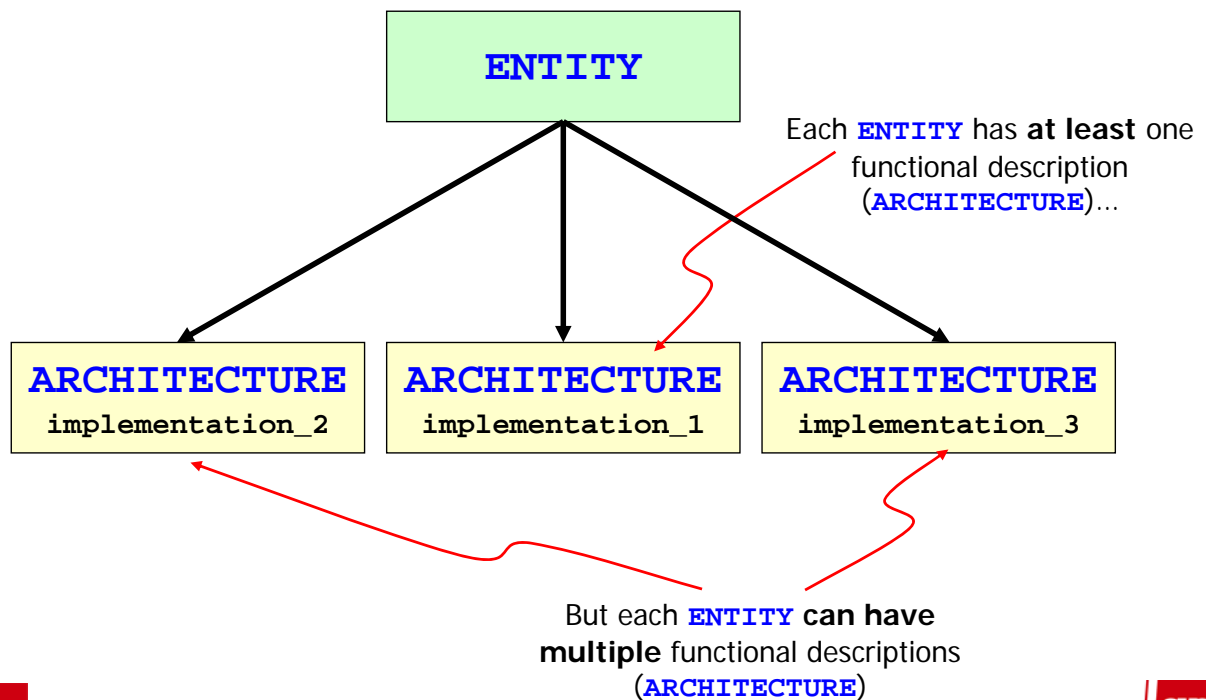 ENTITY
Each ENTITY has at least one
functional description
(ARCHITECTURE)...
ARCHITECTURE
implementation_2
ARCHITECTURE
implementation_1
ARCHITECTURE
implementation_3
But each ENTITY can have
multiple functional descriptions
(ARCHITECTURE)